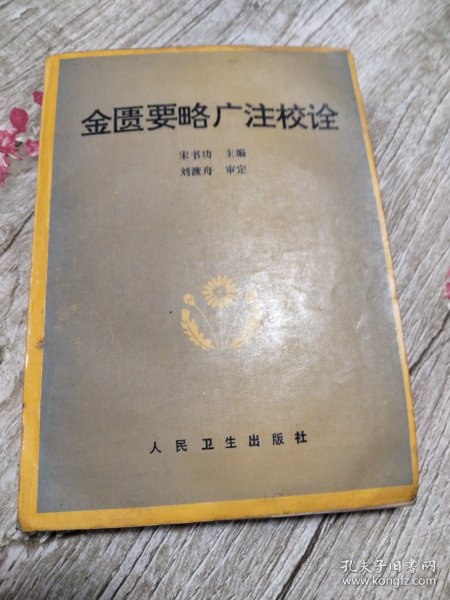 金匮要略广注校诠
宋书功 主编
刘渡舟 审定
人民卫生出版社
孔夫子旧书网
www.kongfz.com